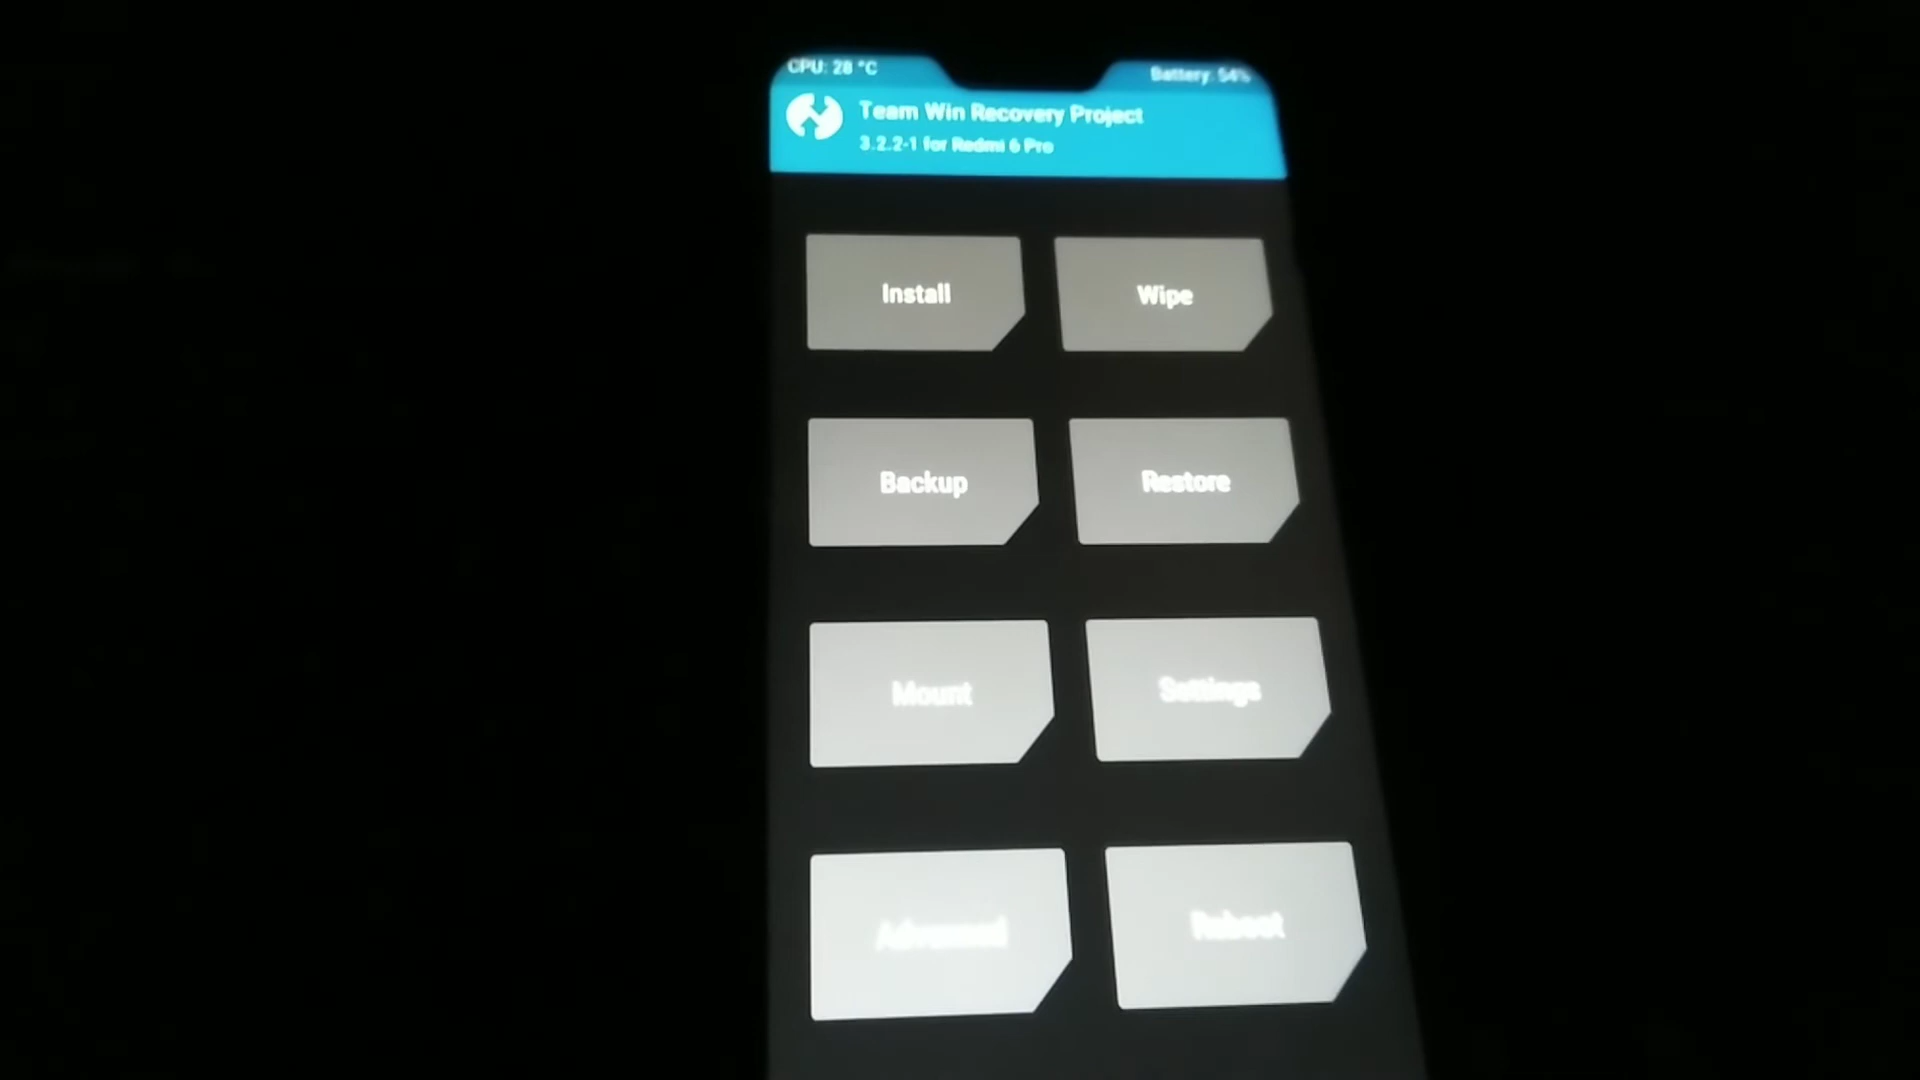 CPU: 28 °C
Battery: 54%
Team Win Recovery Project
3.2.2-1 for Redmi 6 Pro
Install
Wipe
Backup
Restore
Mount
Settings
Advanced
Reboot